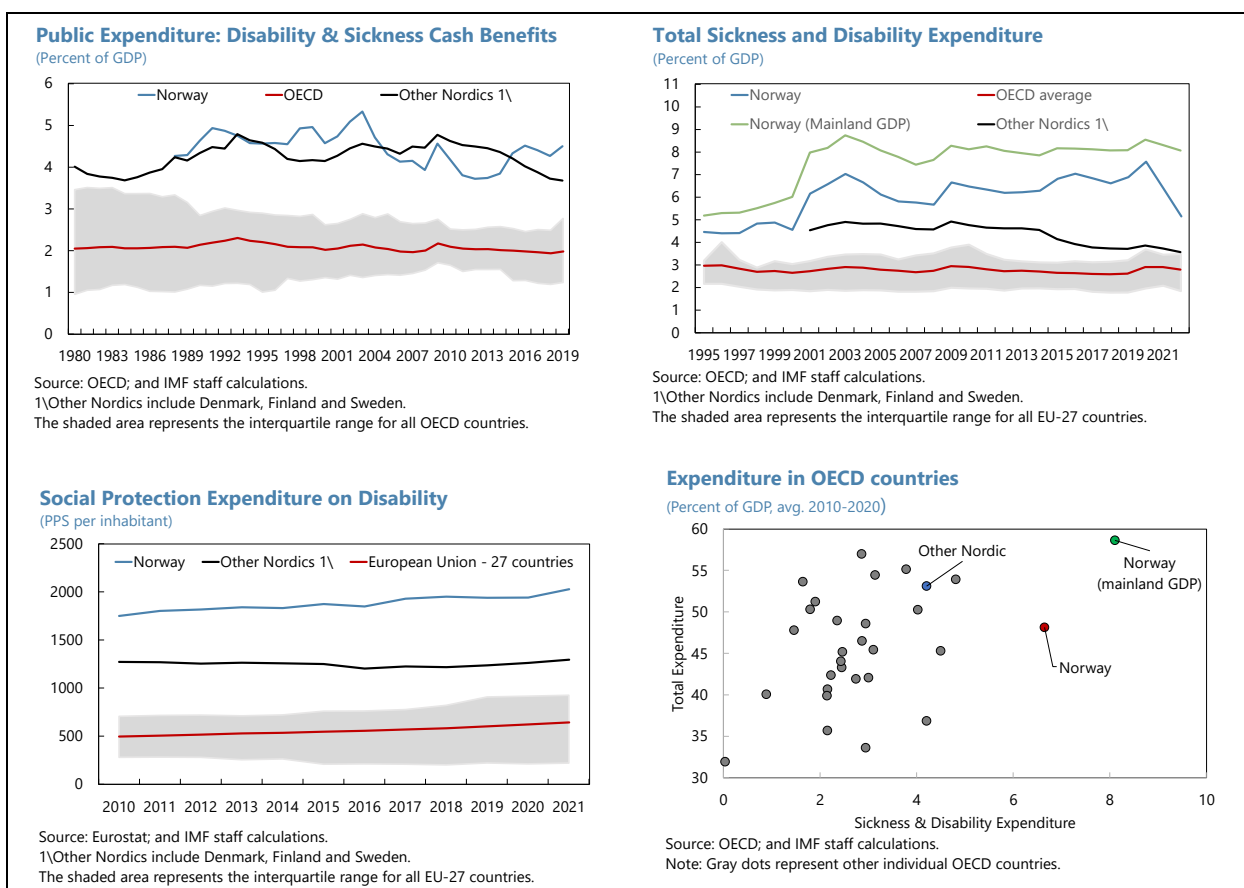 Public Expenditure: Disability & Sickness Cash Benefits
(Percent of GDP)
6
5
4
3
2
1
0
Norway
OECD
Other Nordics 1\
1980 1983 1986 1989 1992 1995 1998 2001 2004 2007 2010 2013 2016 2019
Source: OECD; and IMF staff calculations.
1\Other Nordics include Denmark, Finland and Sweden.
The shaded area represents the interquartile range for all OECD countries.
Total Sickness and Disability Expenditure
(Percent of GDP)
11
10
9
8
7
6
5
4
3
2
1
0
Norway
OECD average
Norway (Mainland GDP)
Other Nordics 1\
1995 1997 1999 2001 2003 2005 2007 2009 2011 2013 2015 2017 2019 2021
Source: OECD; and IMF staff calculations.
1\Other Nordics include Denmark, Finland and Sweden.
The shaded area represents the interquartile range for all EU-27 countries.
Social Protection Expenditure on Disability
(PPS per inhabitant)
2500
2000
1500
1000
500
0
Norway
Other Nordics 1\
European Union - 27 countries
2010 2011 2012 2013 2014 2015 2016 2017 2018 2019 2020 2021
Source: Eurostat; and IMF staff calculations.
1\Other Nordics include Denmark, Finland and Sweden.
The shaded area represents the interquartile range for all EU-27 countries.
Expenditure in OECD countries
(Percent of GDP, avg. 2010-2020)
60
55
50
45
40
35
30
Total Expenditure
Other Nordic
Norway
(mainland GDP)
Norway
0 2 4 6 8 10
Sickness & Disability Expenditure
Source: OECD; and IMF staff calculations.
Note: Gray dots represent other individual OECD countries.